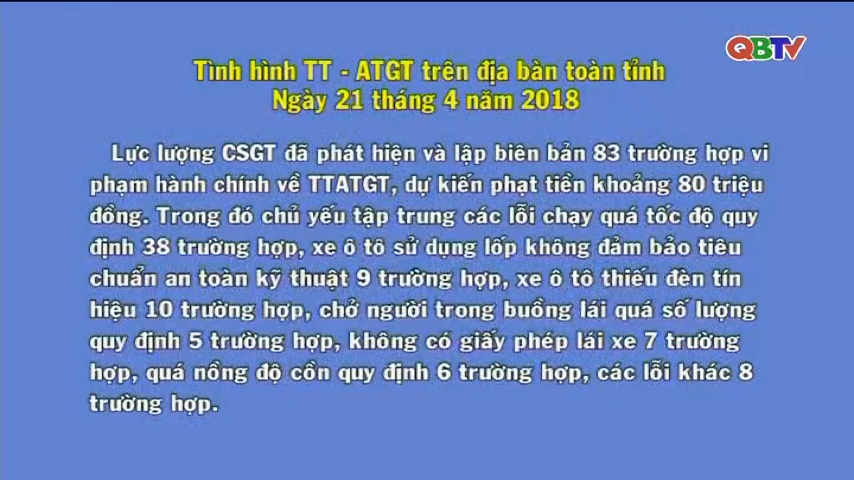 QBTV
Tình hình TT - ATGT trên địa bàn toàn tỉnh
Ngày 21 tháng 4 năm 2018
Lực lượng CSGT đã phát hiện và lập biên bản 83 trường hợp vi
phạm hành chính về TTATGT, dự kiến phạt tiền khoảng 80 triệu
đồng. Trong đó chủ yếu tập trung các lỗi chạy quá tốc độ quy
định 38 trường hợp, xe ô tô sử dụng lốp không đảm bảo tiêu
chuẩn an toàn kỹ thuật 9 trường hợp, xe ô tô thiếu đèn tín
hiệu 10 trường hợp, chở người trong buồng lái quá số lượng
quy định 5 trường hợp, không có giấy phép lái xe 7 trường
hợp, quá nồng độ cồn quy định 6 trường hợp, các lỗi khác 8
trường hợp.